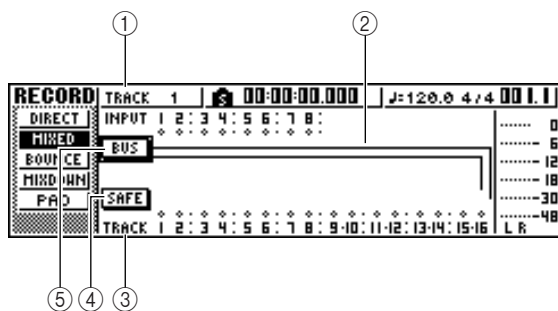 ① ②
RECORD TRACK 1 S 00:00:00.000 ♩=120.0 4/4 001.1
DIRECT INPUT 1 2 3 4 5 6 7 8 0
MIXED BUS 6
BOUNCE 12
MIXDOWN 18
PAD SAFE 30
48
TRACK 1 2 3 4 5 6 7 8 9·10 11·12 13·14 15·16 L R
⑤ ④ ③